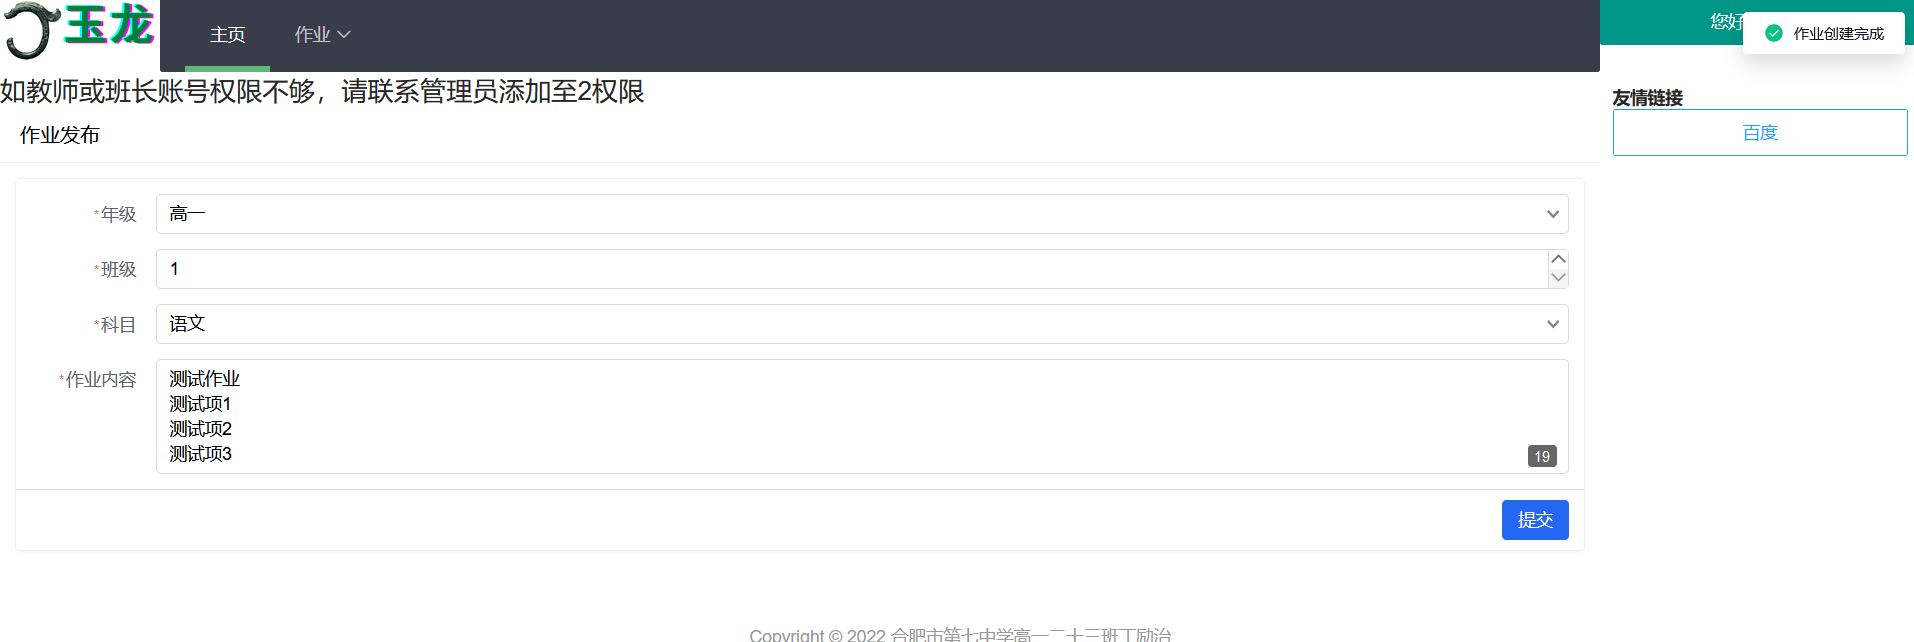 玉龙
主页
作业
您好
作业创建完成
如教师或班长账号权限不够，请联系管理员添加至2权限
友情链接
百度
作业发布
*年级
高一
*班级
1
*科目
语文
*作业内容
测试作业
测试项1
测试项2
测试项3
19
提交
Copyright © 2022 合肥市第七中学高一二十三班丁励治